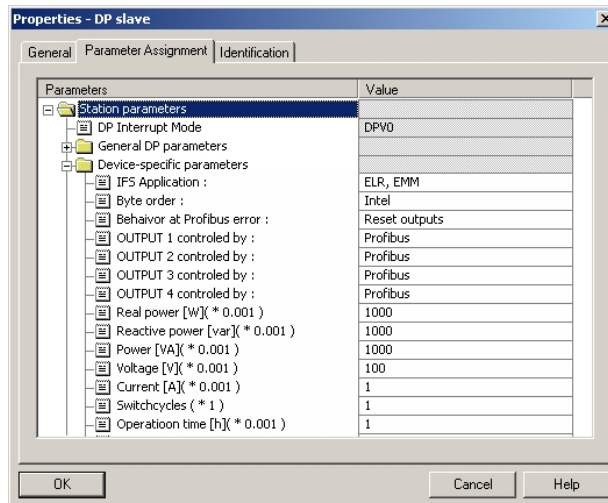 Properties - DP slave
General Parameter Assignment Identification
Parameters Value
Station parameters
DP Interrupt Mode DPV0
General DP parameters
Device-specific parameters
IFS Application : ELR, EMM
Byte order : Intel
Behaivor at Profibus error : Reset outputs
OUTPUT 1 controled by : Profibus
OUTPUT 2 controled by : Profibus
OUTPUT 3 controled by : Profibus
OUTPUT 4 controled by : Profibus
Real power [W]( * 0.001 ) 1000
Reactive power [var]( * 0.001 ) 1000
Power [VA]( * 0.001 ) 1000
Voltage [V]( * 0.001 ) 100
Current [A]( * 0.001 ) 1
Switchcycles ( * 1 ) 1
Operatioon time [h]( * 0.001 ) 1
OK Cancel Help